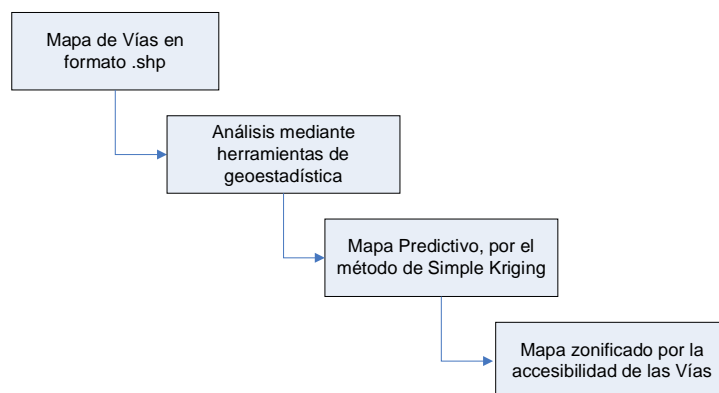 Mapa de Vías en
formato .shp
Análisis mediante
herramientas de
geoestadística
Mapa Predictivo, por el
método de Simple Kriging
Mapa zonificado por la
accesibilidad de las Vías